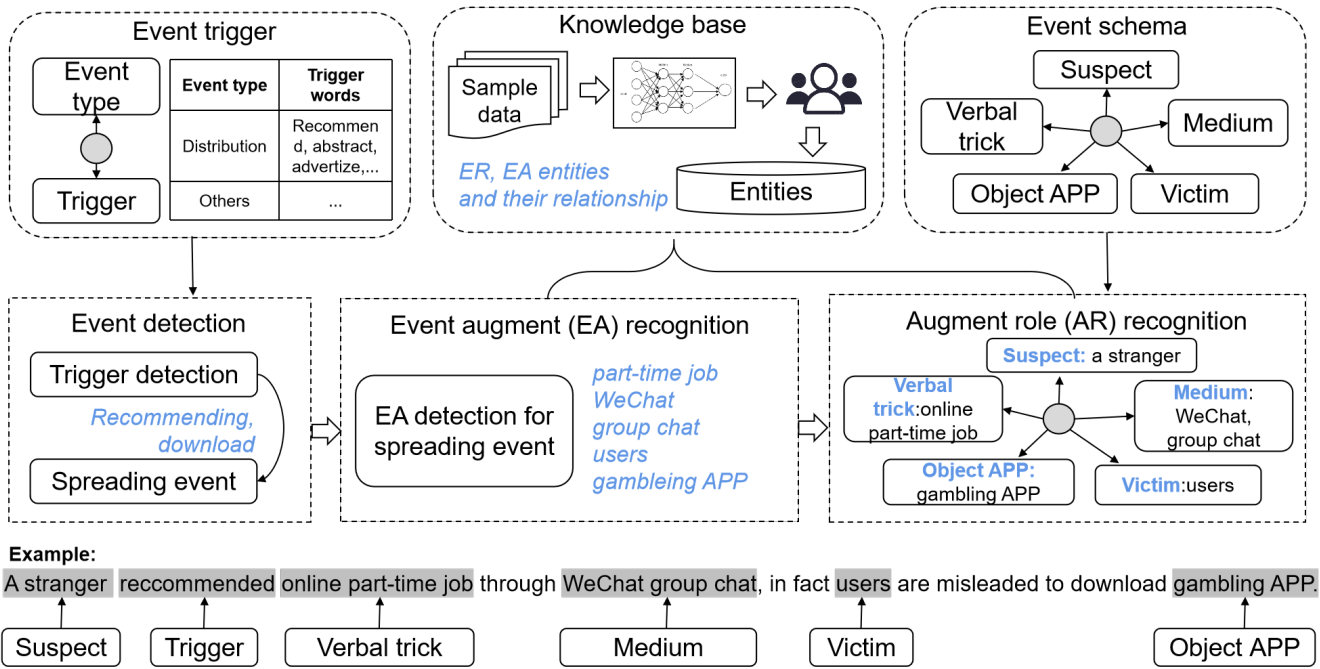 Event trigger
Event
type
Trigger
Event type
Trigger
words
Distribution
Recommen
d, abstract,
advertize,...
Others
...
Knowledge base
Sample
data
ER, EA entities
and their relationship
Entities
Event schema
Suspect
Verbal
trick
Medium
Object APP
Victim
Event detection
Trigger detection
Recommending,
download
Spreading event
Event augment (EA) recognition
EA detection for
spreading event
part-time job
WeChat
group chat
users
gambleing APP
Augment role (AR) recognition
Suspect: a stranger
Verbal
trick:online
part-time job
Medium:
WeChat,
group chat
Object APP:
gambling APP
Victim:users
Example:
A stranger reccommended online part-time job through WeChat group chat, in fact users are misleaded to download gambling APP.
Suspect
Trigger
Verbal trick
Medium
Victim
Object APP